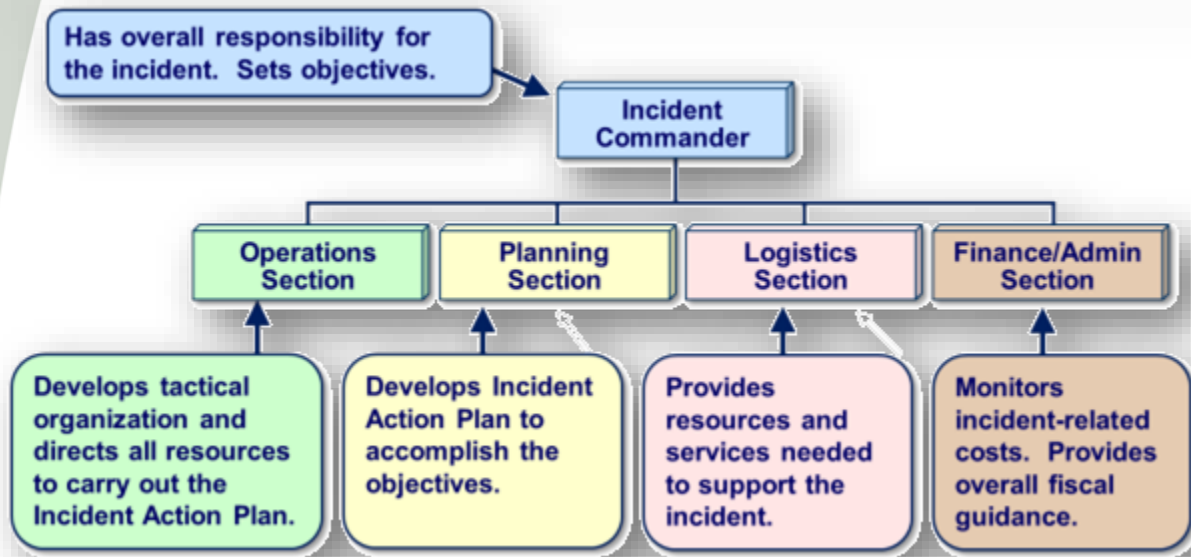 Has overall responsibility for
the incident. Sets objectives.
Incident
Commander
Operations
Section
Planning
Section
Logistics
Section
Finance/Admin
Section
Develops tactical
organization and
directs all resources
to carry out the
Incident Action Plan.
Develops Incident
Action Plan to
accomplish the
objectives.
Provides
resources and
services needed
to support the
incident.
Monitors
incident-related
costs. Provides
overall fiscal
guidance.